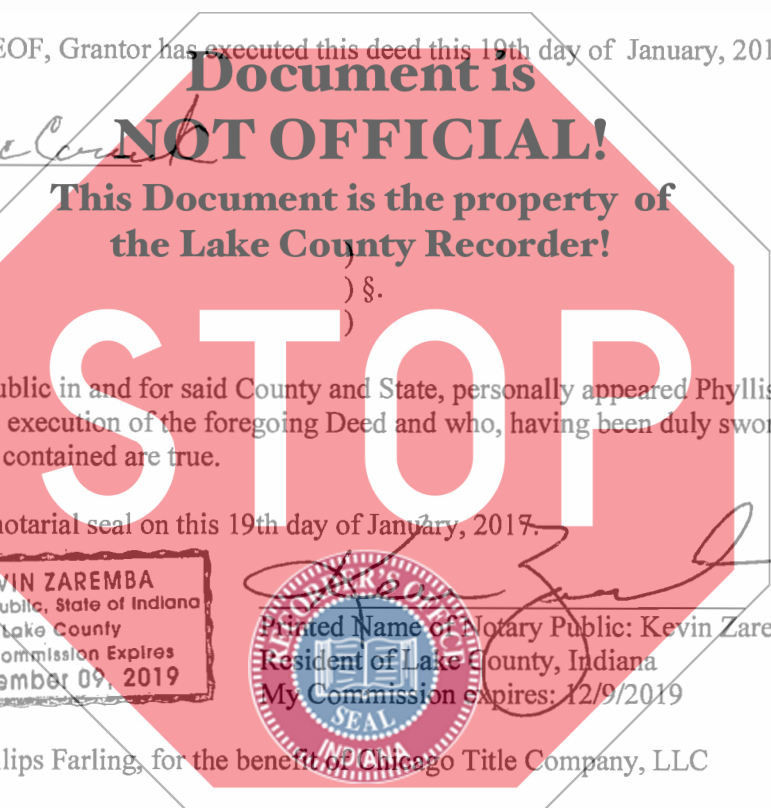 EOF, Grantor has executed this deed this 19th day of January, 201
Document is
NOT OFFICIAL!
This Document is the property of
the Lake County Recorder!
)
) §.
)
STOP
ublic in and for said County and State, personally appeared Phyllis
execution of the foregoing Deed and who, having been duly swor
contained are true.
notarial seal on this 19th day of January, 2017.
VIN ZAREMBA
ublic, State of Indiana
Lake County
ommission Expires
ember 09, 2019
RECORDER'S OFFICE
SEAL
INDIANA
Printed Name of Notary Public: Kevin Zare
Resident of Lake County, Indiana
My Commission expires: 12/9/2019
llips Farling, for the benefit of Chicago Title Company, LLC